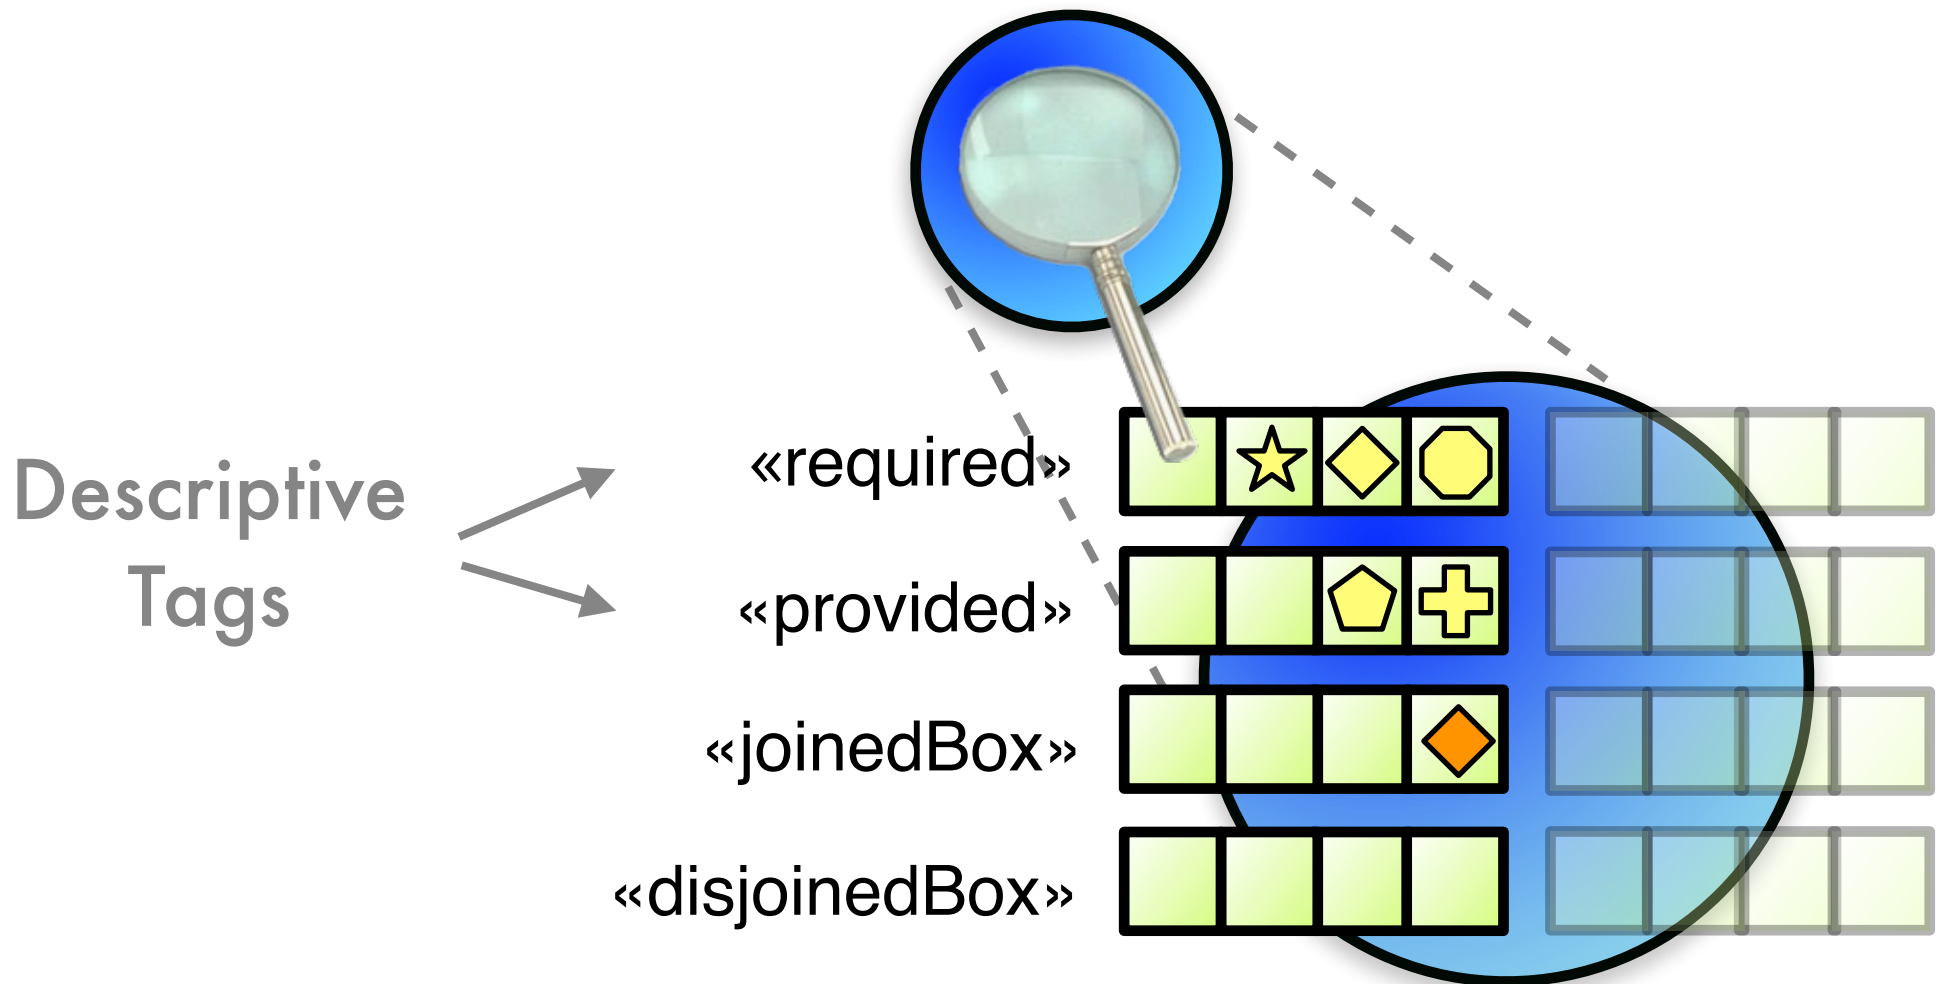 Descriptive
Tags
«required»
«provided»
«joinedBox»
«disjoinedBox»